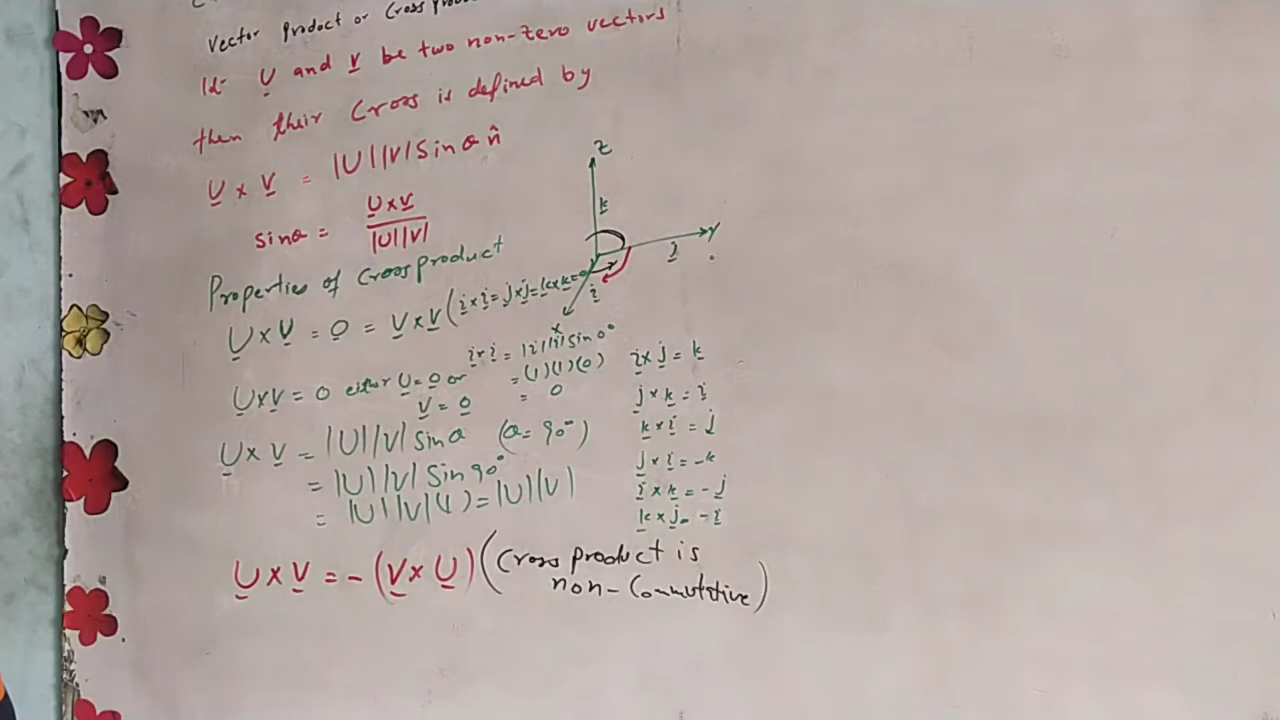 Vector Product or Cross
Id U and V be two non-zero vectors
then their Cross is defined by
U × V = |U||V| Sin θ n̂
sin θ = U×V / |U||V|
Z
k
Y
j
i
X
Properties of Cross product
U × V = 0 = V × V (i×i = j×j = k×k = 0
U×V = 0 either U = 0 or V = 0
i×i = |i||i| sin 0°
= (1)(1)(0)
= 0
U × V = |U||V| Sin θ (θ = 90°)
= |U||V| Sin 90°
= |U||V|(1) = |U||V|
i × j = k
j × k = i
k × i = j
j × i = -k
i × k = -j
k × j = -i
U × V = - (V × U) (Cross product is
non-Commutative)